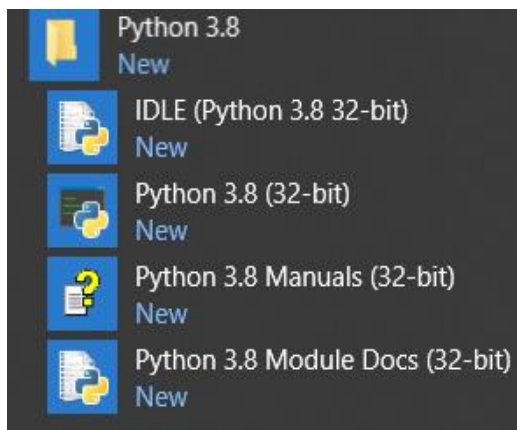 Python 3.8
New
IDLE (Python 3.8 32-bit)
New
Python 3.8 (32-bit)
New
Python 3.8 Manuals (32-bit)
New
Python 3.8 Module Docs (32-bit)
New